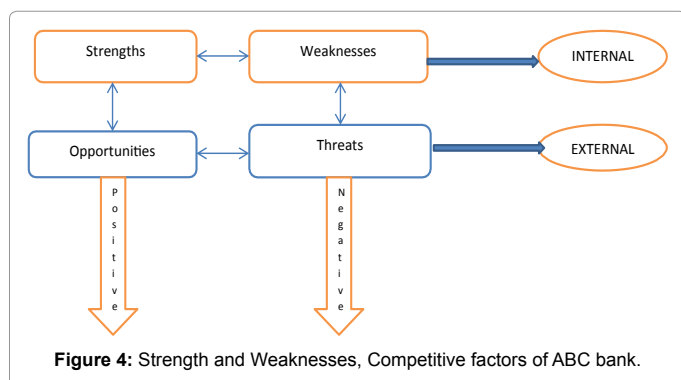 Strengths
Weaknesses
INTERNAL
Opportunities
Threats
EXTERNAL
Positive
Negative
Figure 4: Strength and Weaknesses, Competitive factors of ABC bank.